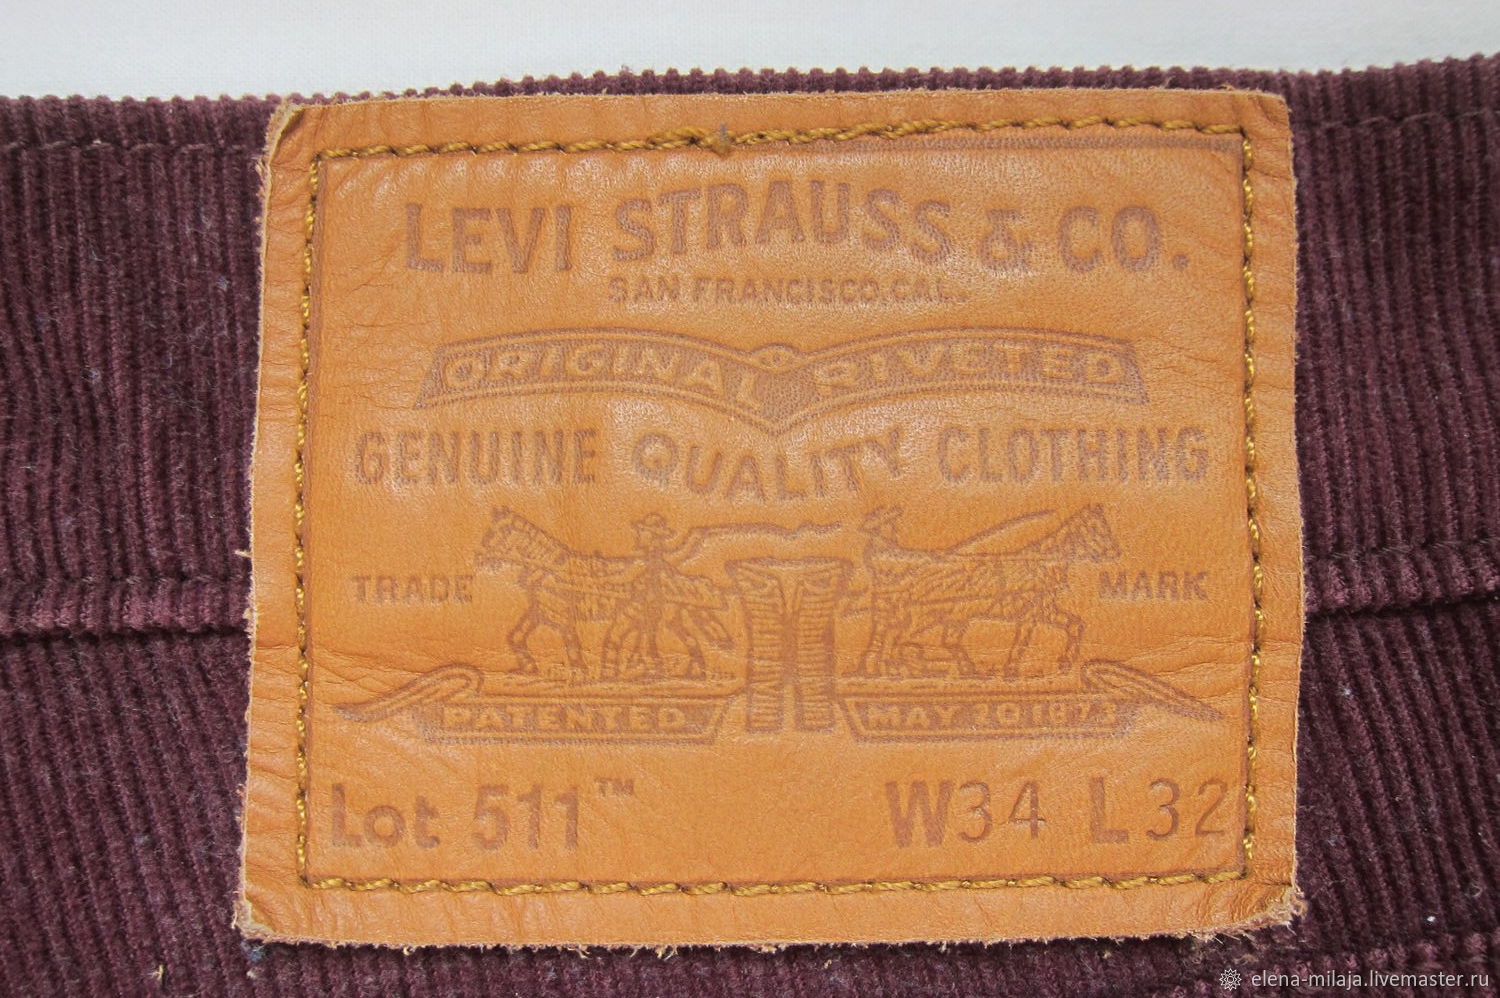 LEVI STRAUSS & CO.
SAN FRANCISCO, CAL.
ORIGINAL RIVETED
GENUINE QUALITY CLOTHING
TRADE MARK
PATENTED MAY 20 1873
Lot 511™ W34 L32
elena-milaja.livemaster.ru